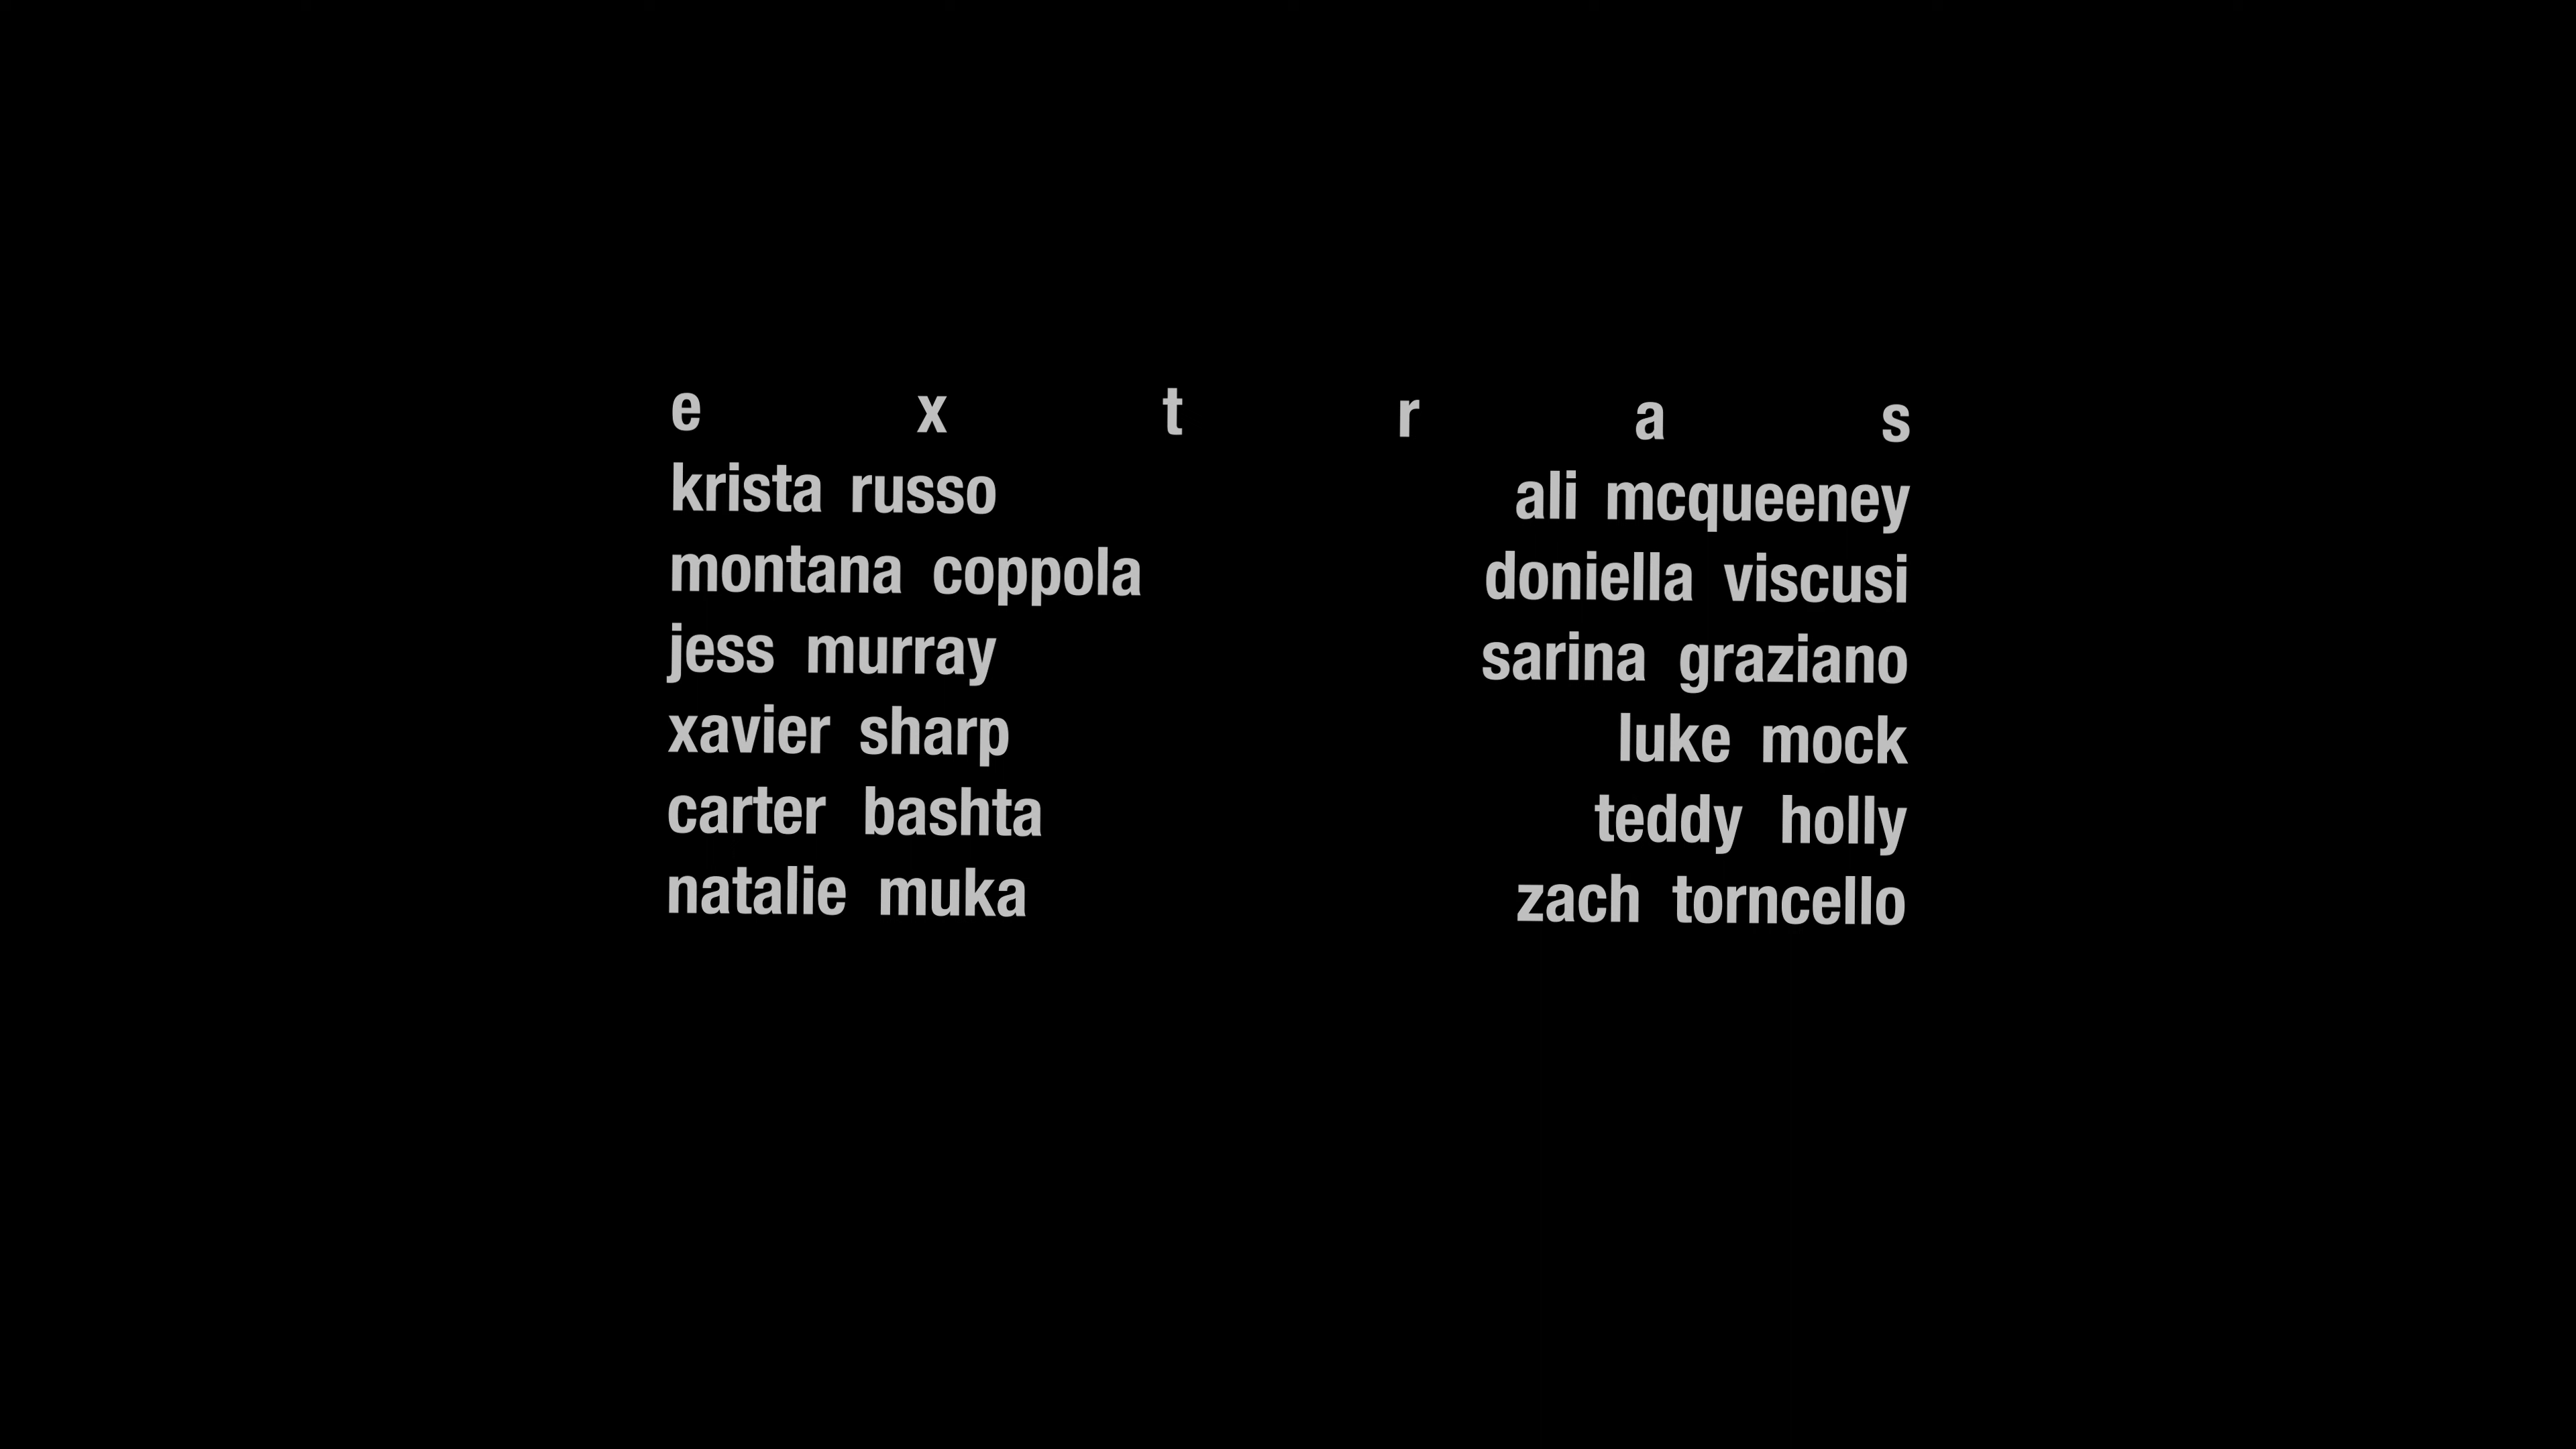 e x t r a s
krista russo ali mcqueeney
montana coppola doniella viscusi
jess murray sarina graziano
xavier sharp luke mock
carter bashta teddy holly
natalie muka zach torncello